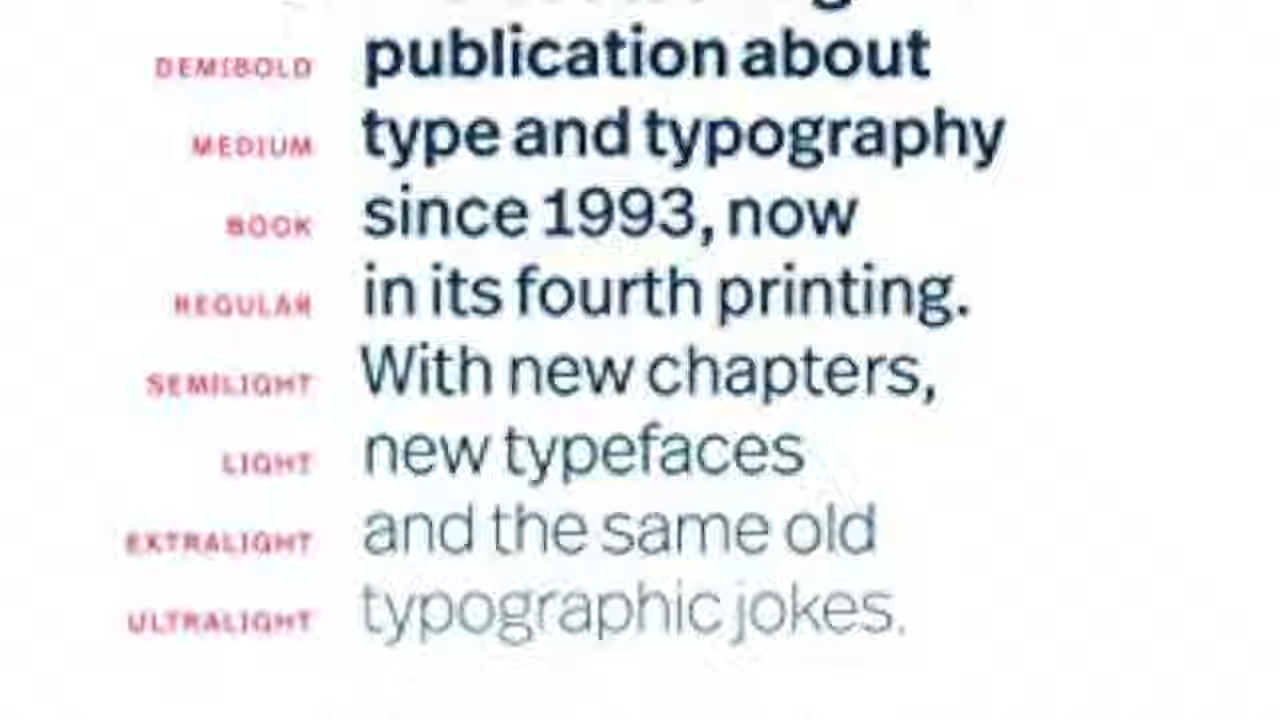 DEMIBOLD publication about
MEDIUM type and typography
BOOK since 1993, now
REGULAR in its fourth printing.
SEMILIGHT With new chapters,
LIGHT new typefaces
EXTRALIGHT and the same old
ULTRALIGHT typographic jokes.